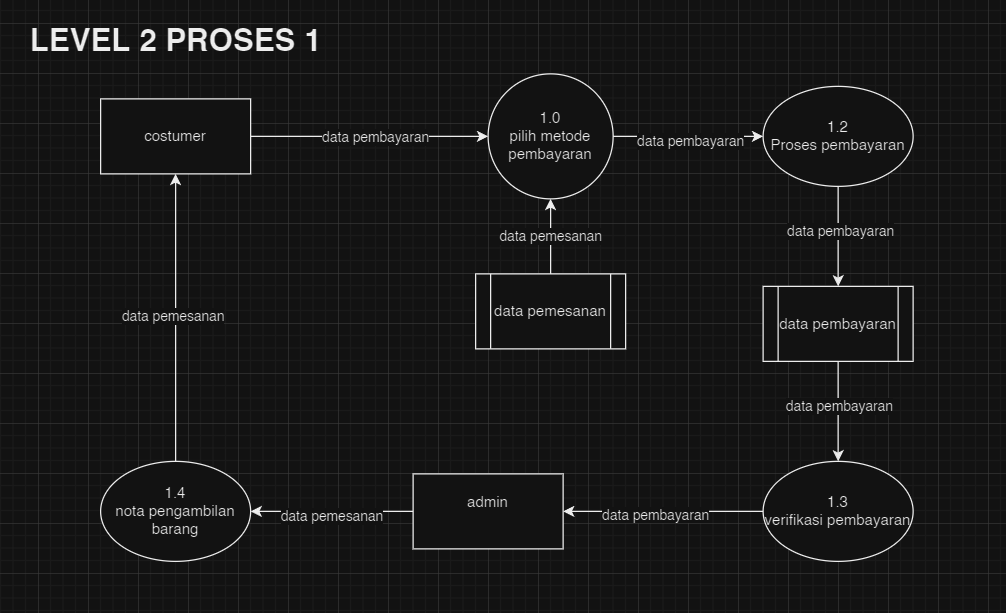 LEVEL 2 PROSES 1
costumer
data pembayaran
1.0
pilih metode
pembayaran
data pembayaran
1.2
Proses pembayaran
data pemesanan
data pembayaran
data pemesanan
data pemesanan
data pembayaran
data pembayaran
1.4
nota pengambilan
barang
data pemesanan
admin
data pembayaran
1.3
verifikasi pembayaran